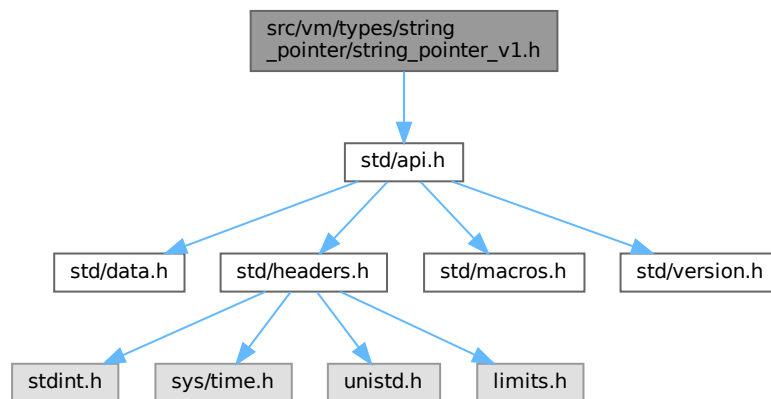 src/vm/types/string
_pointer/string_pointer_v1.h
std/api.h
std/data.h
std/headers.h
std/macros.h
std/version.h
stdint.h
sys/time.h
unistd.h
limits.h